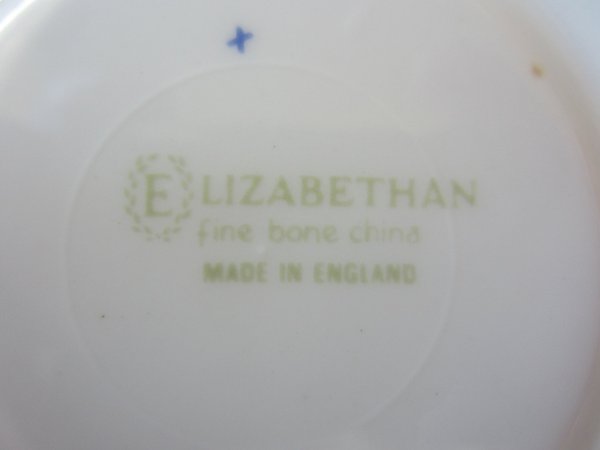 ELIZABETHAN
fine bone china
MADE IN ENGLAND